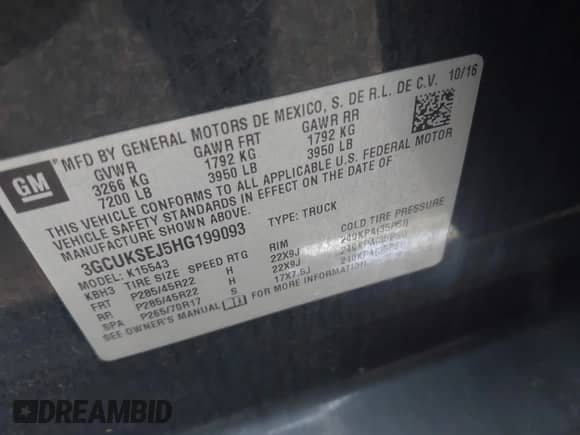 GM
MFD BY GENERAL MOTORS DE MEXICO, S. DE R.L. DE C.V. 10/16
GVWR GAWR FRT GAWR RR
3266 KG 1792 KG 1792 KG
7200 LB 3950 LB 3950 LB
THIS VEHICLE CONFORMS TO ALL APPLICABLE U.S. FEDERAL MOTOR
VEHICLE SAFETY STANDARDS IN EFFECT ON THE DATE OF
MANUFACTURE SHOWN ABOVE.
3GCUKSEJ5HG199093 TYPE: TRUCK
MODEL: K15543
KBH3 TIRE SIZE SPEED RTG RIM COLD TIRE PRESSURE
FRT P285/45R22 H 22X9J 240KPA(35PSI)
RR P285/45R22 H 22X9J 240KPA(35PSI)
SPA P265/70R17 S 17X7.5J
SEE OWNER'S MANUAL FOR MORE INFORMATION
DREAMBID